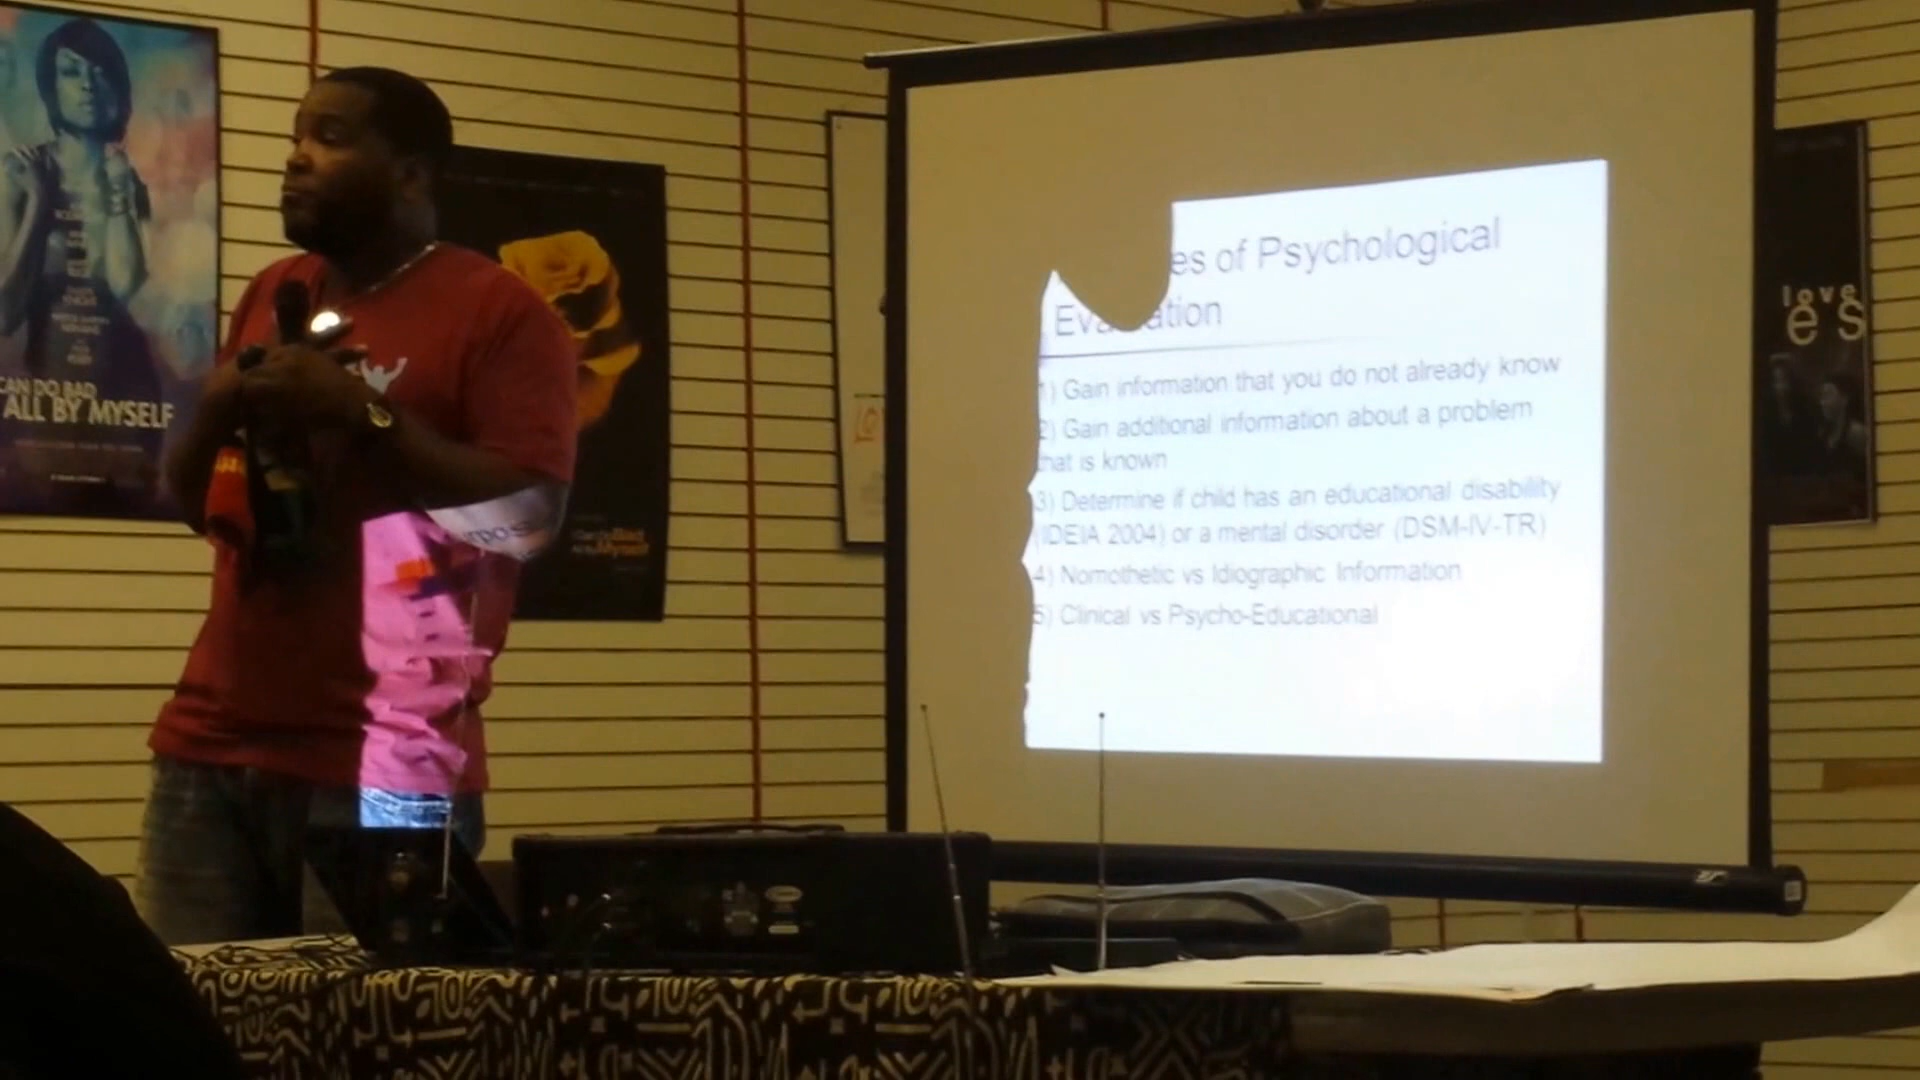 CAN DO BAD
ALL BY MYSELF
es of Psychological
Evaluation
1) Gain information that you do not already know
2) Gain additional information about a problem
that is known
3) Determine if child has an educational disability
(IDEIA 2004) or a mental disorder (DSM-IV-TR)
4) Nomothetic vs Idiographic Information
5) Clinical vs Psycho-Educational
rpos
love
es